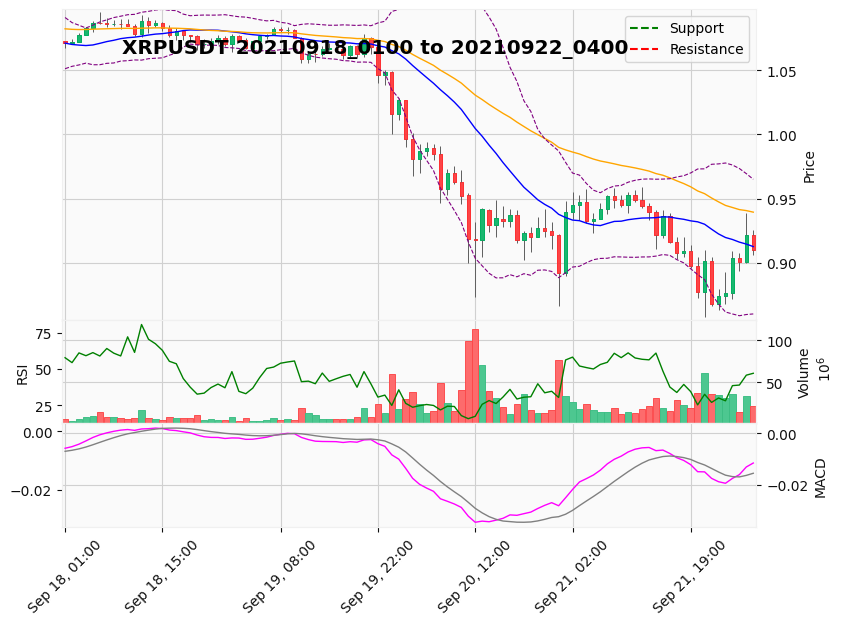 XRPUSDT 20210918_0100 to 20210922_0400
Support
Resistance
1.05
1.00
0.95
0.90
Price
75
50
25
RSI
100
50
Volume
10^6
0.00
−0.02
0.00
−0.02
MACD
Sep 18, 01:00
Sep 18, 15:00
Sep 19, 08:00
Sep 19, 22:00
Sep 20, 12:00
Sep 21, 02:00
Sep 21, 19:00